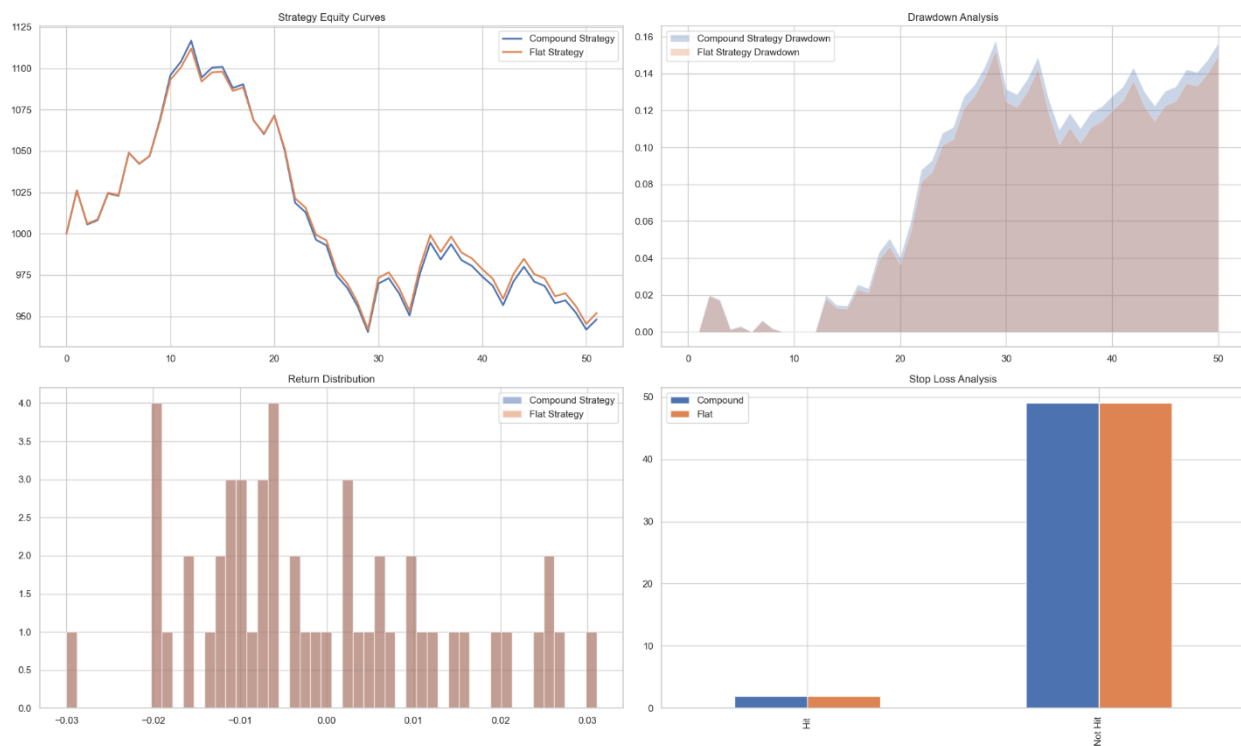 Strategy Equity Curves
1125
1100
1075
1050
1025
1000
975
950
0 10 20 30 40 50
Compound Strategy
Flat Strategy
Drawdown Analysis
0.16
0.14
0.12
0.10
0.08
0.06
0.04
0.02
0.00
0 10 20 30 40 50
Compound Strategy Drawdown
Flat Strategy Drawdown
Return Distribution
4.0
3.5
3.0
2.5
2.0
1.5
1.0
0.5
0.0
−0.03 −0.02 −0.01 0.00 0.01 0.02 0.03
Compound Strategy
Flat Strategy
Stop Loss Analysis
50
40
30
20
10
0
Hit
Not Hit
Compound
Flat